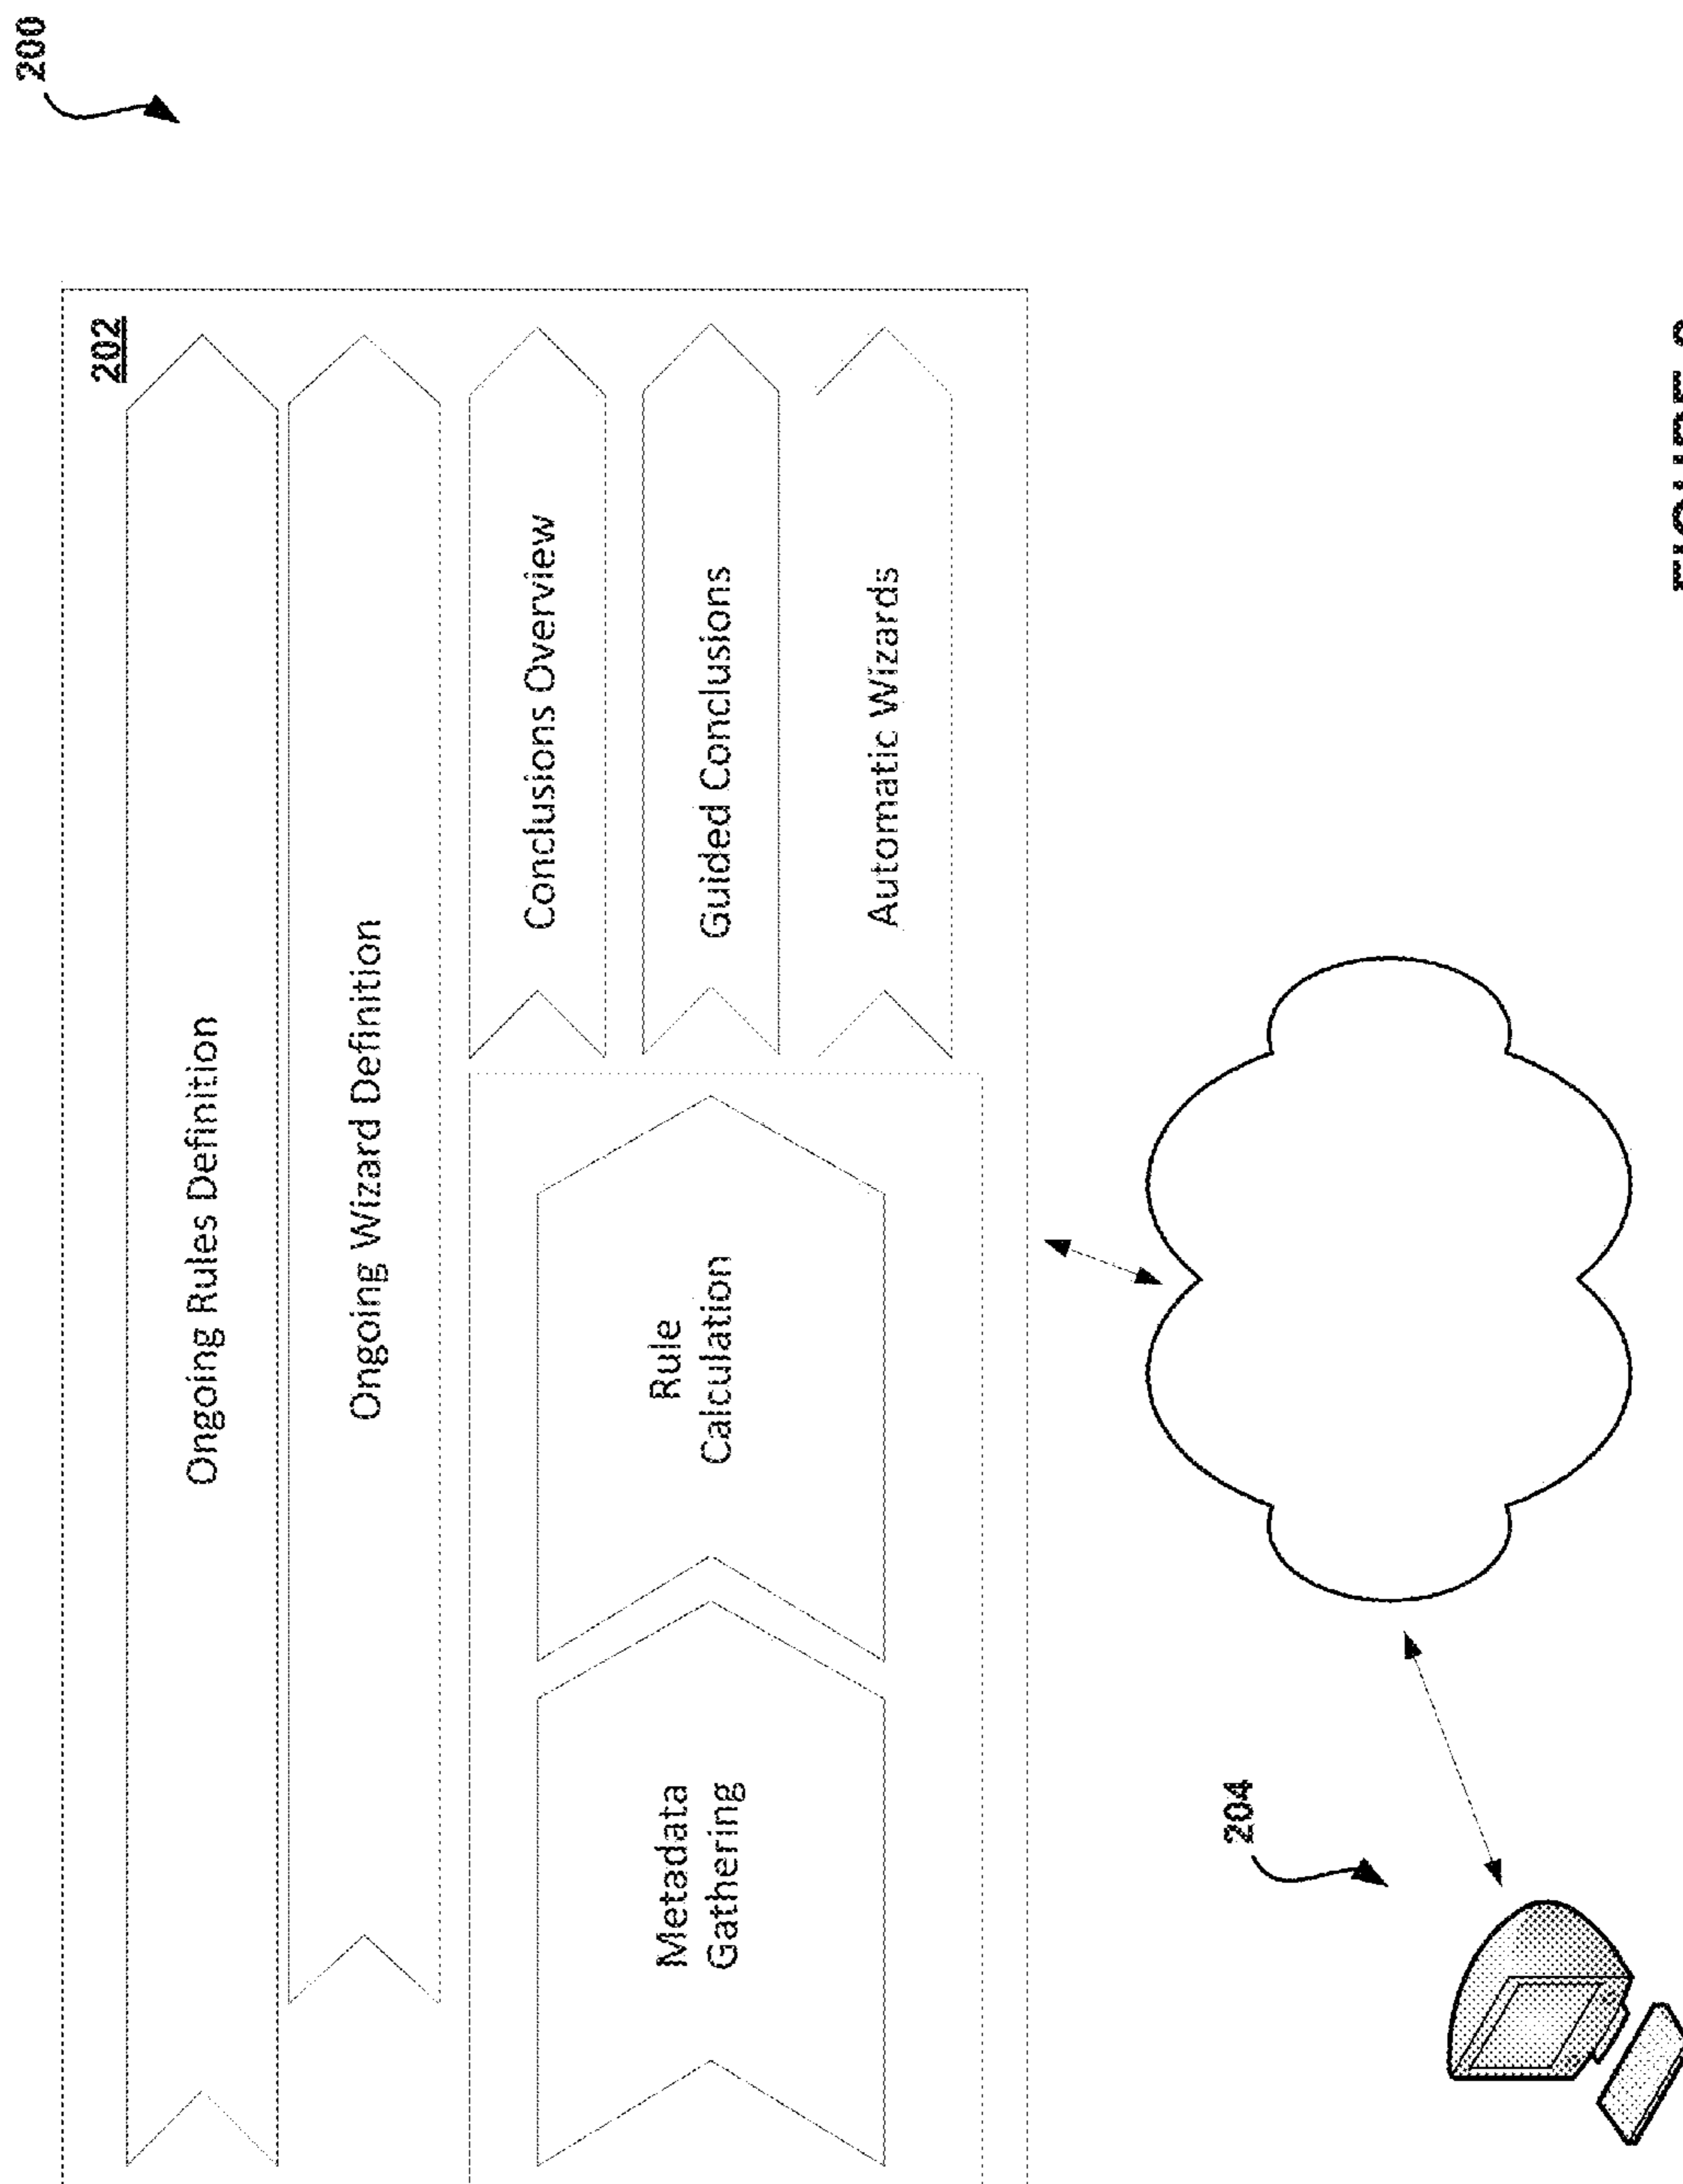 200
202
Ongoing Rules Definition
Ongoing Wizard Definition
Metadata
Gathering
Rule
Calculation
Conclusions Overview
Guided Conclusions
Automatic Wizards
204